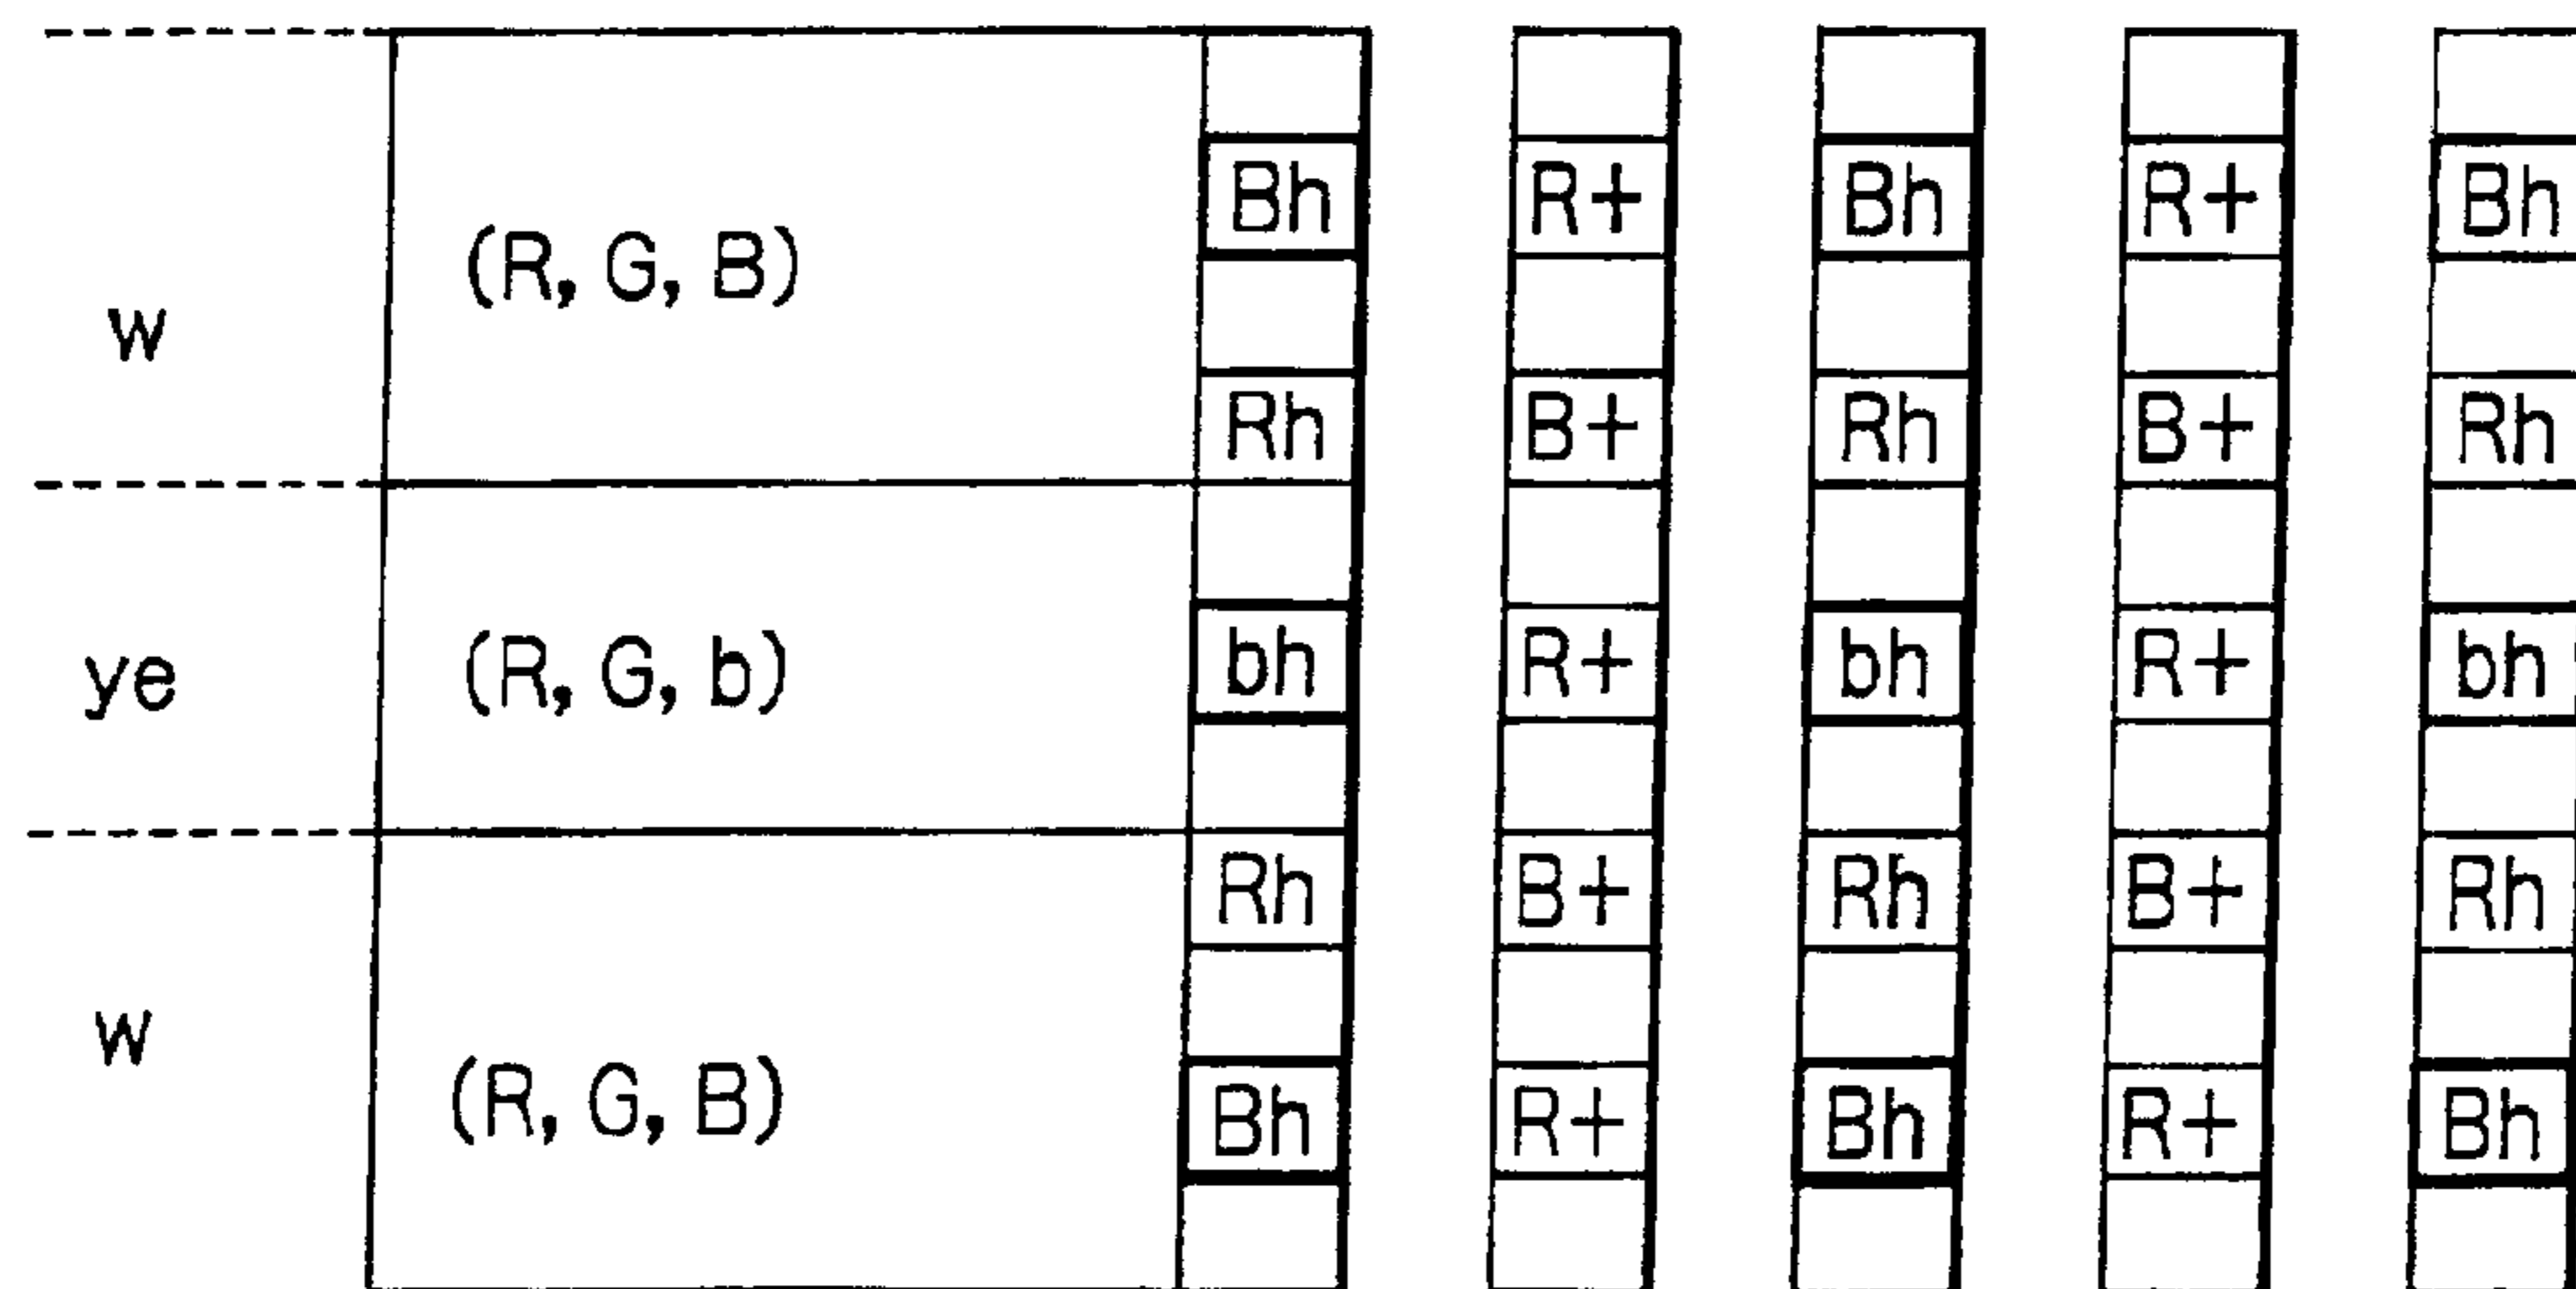 Bh R+ Bh R+ Bh
(R, G, B)
w
Rh B+ Rh B+ Rh
ye (R, G, b) bh R+ bh R+ bh
Rh B+ Rh B+ Rh
w
(R, G, B) Bh R+ Bh R+ Bh